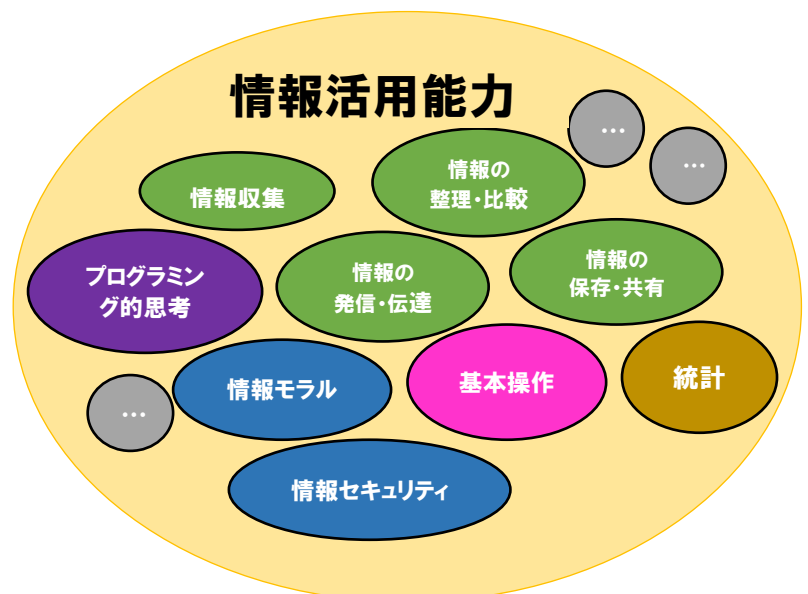 情報活用能力
…
…
情報収集
情報の
整理・比較
プログラミン
グ的思考
情報の
発信・伝達
情報の
保存・共有
…
情報モラル
基本操作
統計
情報セキュリティ